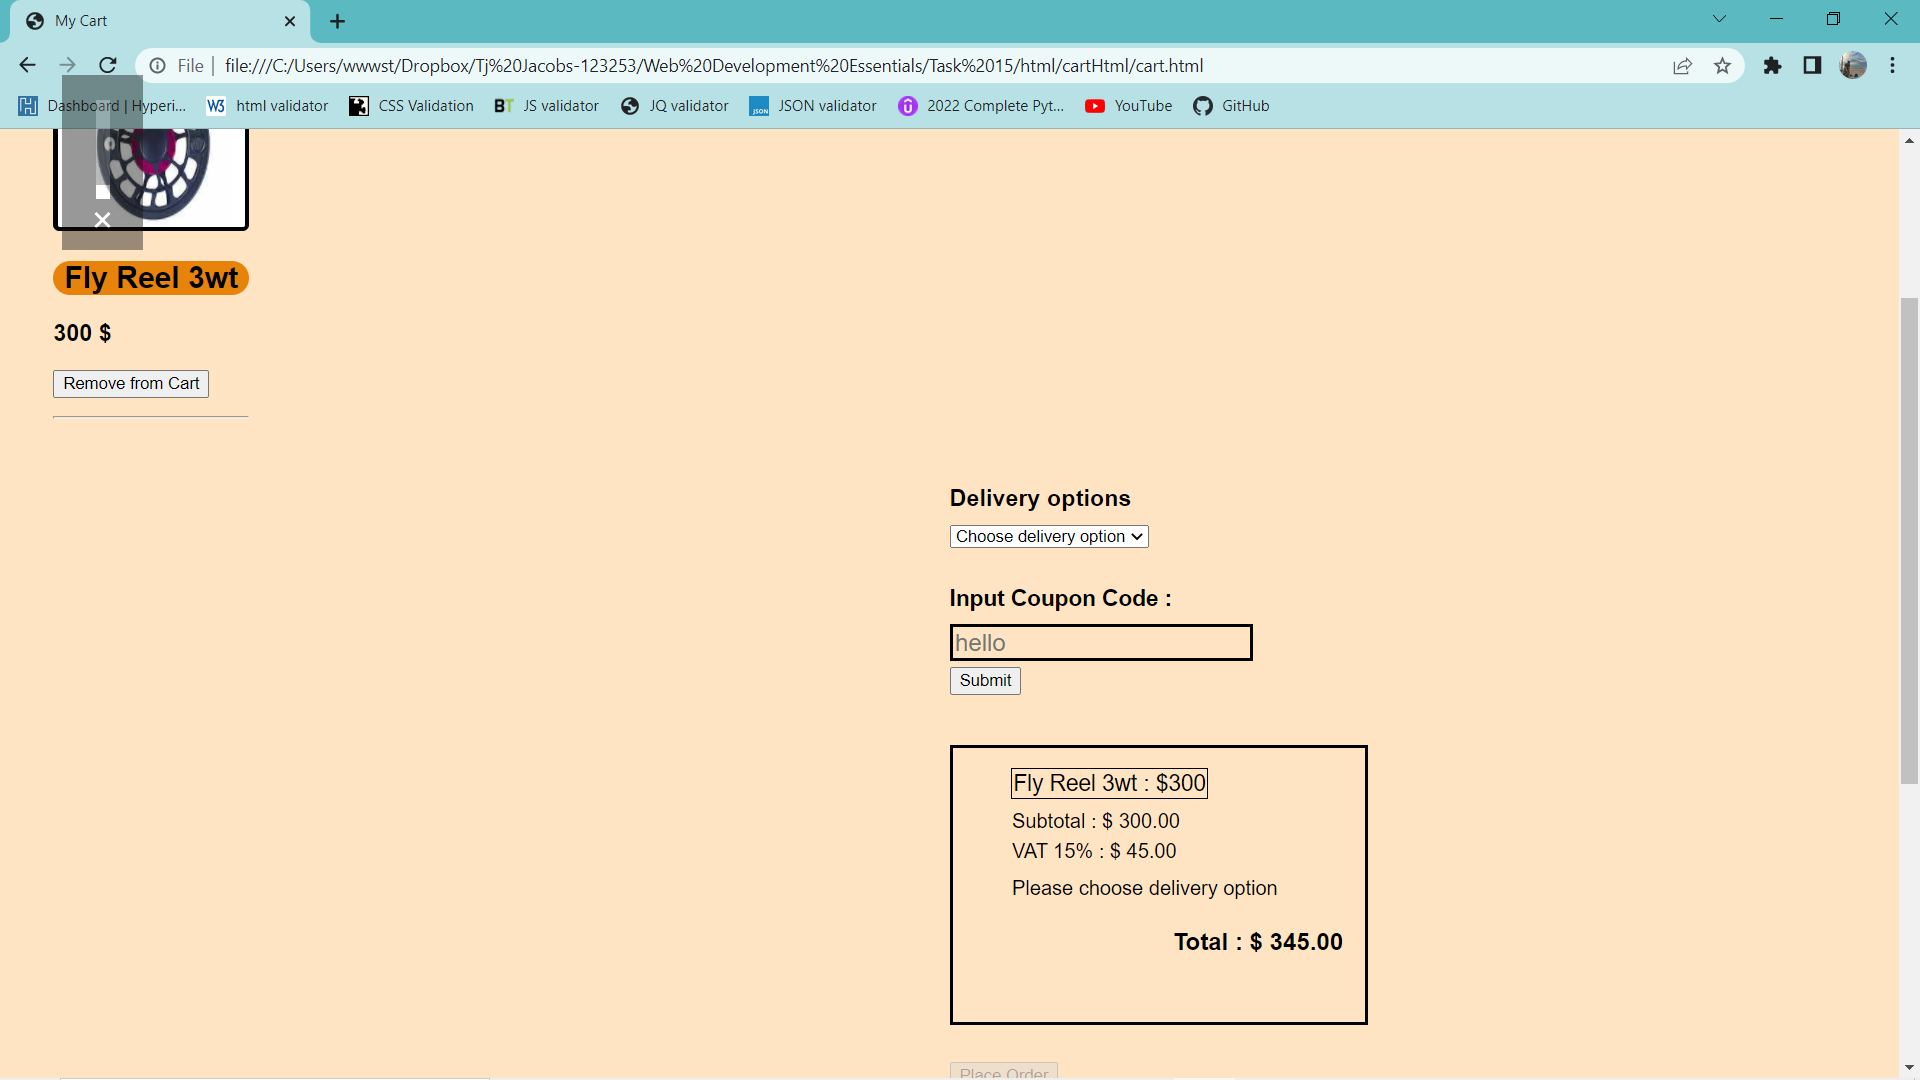 My Cart
File | file:///C:/Users/wwwst/Dropbox/Tj%20Jacobs-123253/Web%20Development%20Essentials/Task%2015/html/cartHtml/cart.html
Dashboard | Hyperi... W3 html validator CSS Validation BT JS validator JQ validator JSON JSON validator 2022 Complete Pyt... YouTube GitHub
Fly Reel 3wt
300 $
Remove from Cart
Delivery options
Choose delivery option
Input Coupon Code :
hello
Submit
Fly Reel 3wt : $300
Subtotal : $ 300.00
VAT 15% : $ 45.00
Please choose delivery option
Total : $ 345.00
Place Order